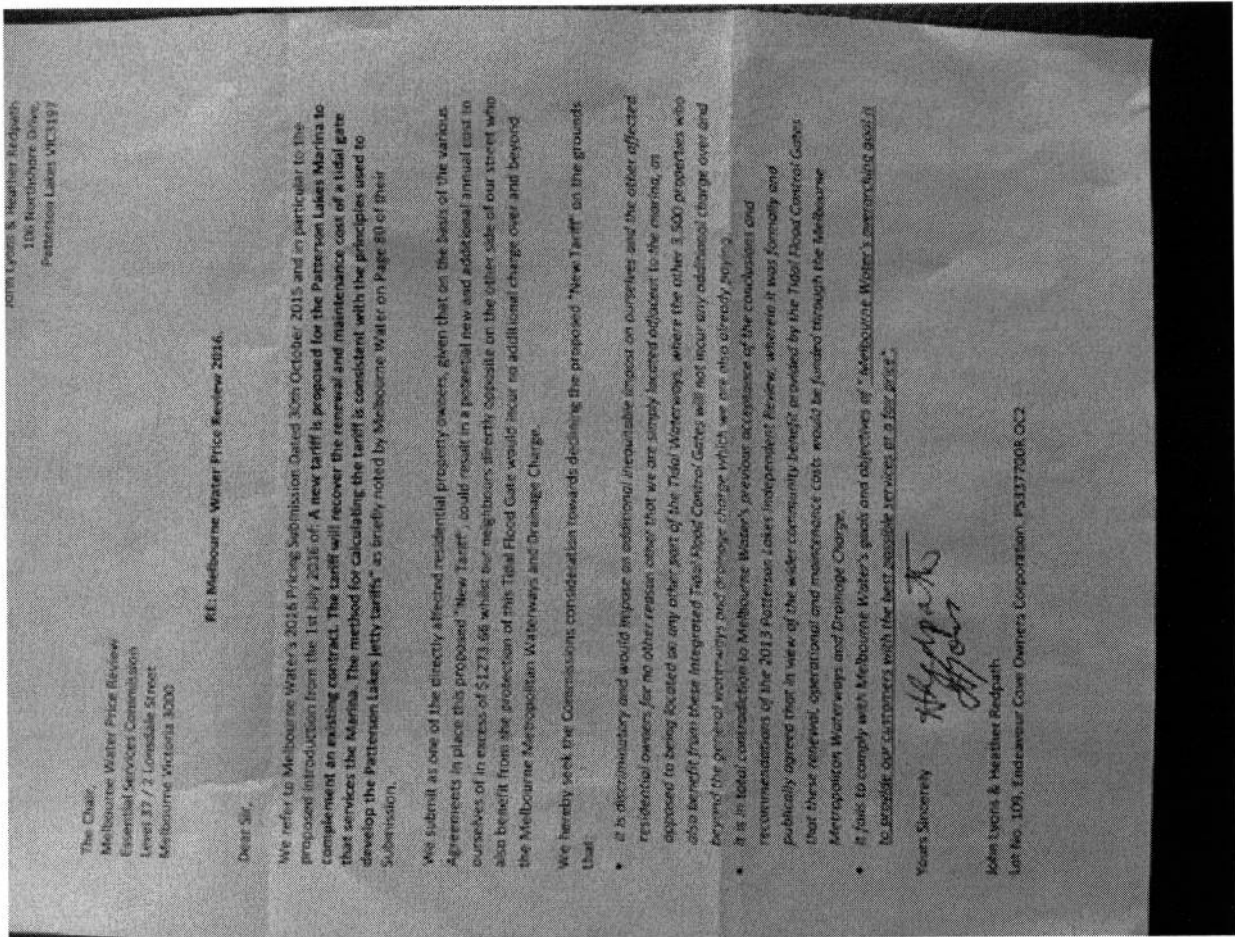 John Lyons & Heather Redpath
106 Northshore Drive,
Patterson Lakes VIC3197
The Chair,
Melbourne Water Price Review
Essential Services Commission
Level 37 / 2 Lonsdale Street
Melbourne Victoria 3000
RE: Melbourne Water Price Review 2016.
Dear Sir,
We refer to Melbourne Water's 2016 Pricing Submission Dated 30th October 2015 and in particular to the
proposed introduction from the 1st July 2016 of: A new tariff is proposed for the Patterson Lakes Marina to
complement an existing contract. The tariff will recover the renewal and maintenance cost of a tidal gate
that services the Marina. The method for calculating the tariff is consistent with the principles used to
develop the Patterson Lakes jetty tariffs" as briefly noted by Melbourne Water on Page 80 of their
Submission.
We submit as one of the directly affected residential property owners, given that on the basis of the various
Agreements in place this proposed "New Tariff", could result in a potential new and additional annual cost to
ourselves of in excess of $1273.66 whilst our neighbours directly opposite on the other side of our street who
also benefit from the protection of this Tidal Flood Gate would incur no additional charge over and beyond
the Melbourne Metropolitan Waterways and Drainage Charge.
We hereby seek the Commissions consideration towards declining the proposed "New Tariff" on the grounds
that:
• it is discriminatory and would impose an additional inequitable impost on ourselves and the other affected
residential owners for no other reason other that we are simply located adjacent to the marina, as
opposed to being located on any other part of the Tidal Waterways, where the other 3,500 properties who
also benefit from these Integrated Tidal Flood Control Gates will not incur any additional charge over and
beyond the general waterways and drainage charge which we are also already paying
• it is in total contradiction to Melbourne Water's previous acceptance of the conclusions and
recommendations of the 2013 Patterson Lakes Independent Review, wherein it was formally and
publically agreed that in view of the wider community benefit provided by the Tidal Flood Control Gates
that these renewal, operational and maintenance costs would be funded through the Melbourne
Metropolitan Waterways and Drainage Charge.
• it fails to comply with Melbourne Water's goals and objectives of "Melbourne Water's overarching goal is
to provide our customers with the best possible services at a fair price".
Yours Sincerely
HRedpath
John Lyons & Heather Redpath
Lot No. 109, Endeavour Cove Owners Corporation PS337700R OC2